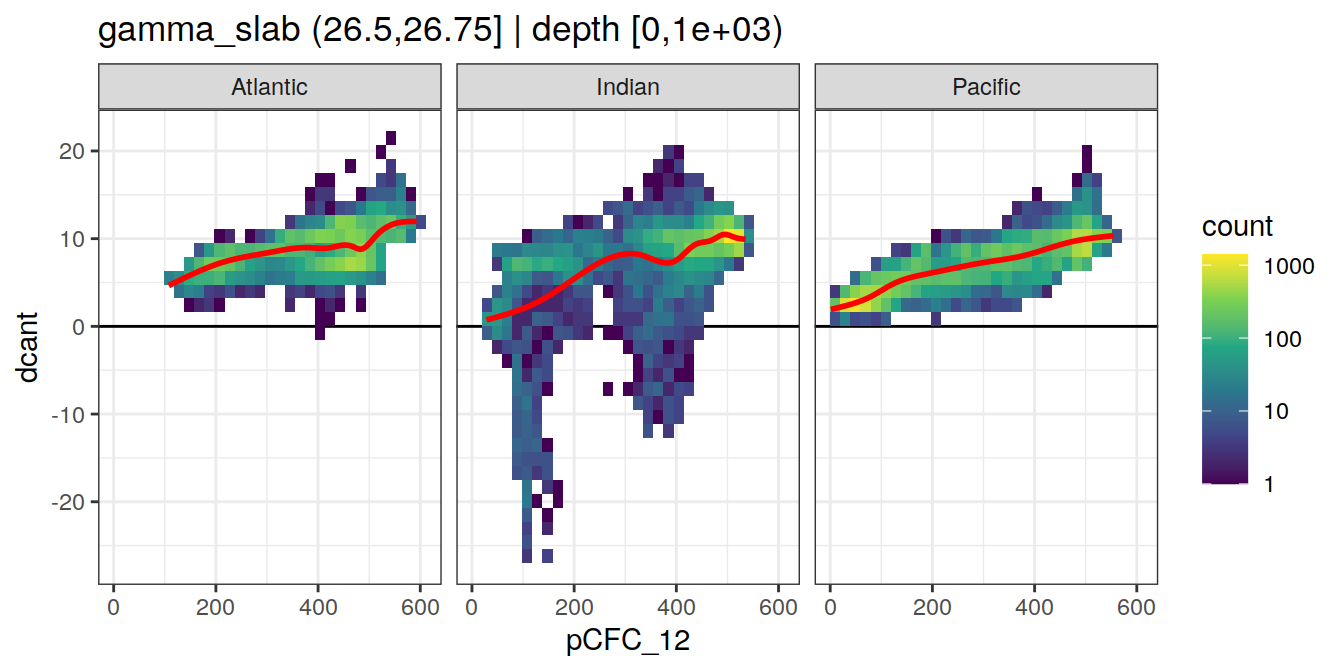 gamma_slab (26.5,26.75] | depth [0,1e+03)
Atlantic Indian Pacific
20
10
0
-10
-20
dcant
0 200 400 600 0 200 400 600 0 200 400 600
pCFC_12
count
1000
100
10
1